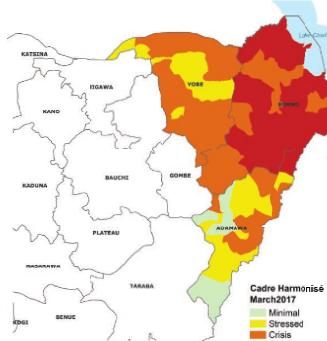 Lake Chad
KATSINA
JIGAWA
YOBE
BORNO
KANO
KADUNA
BAUCHI
GOMBE
PLATEAU
ADAMAWA
NASARAWA
TARABA
KOGI
BENUE
Cadre Harmonisé
March2017
Minimal
Stressed
Crisis